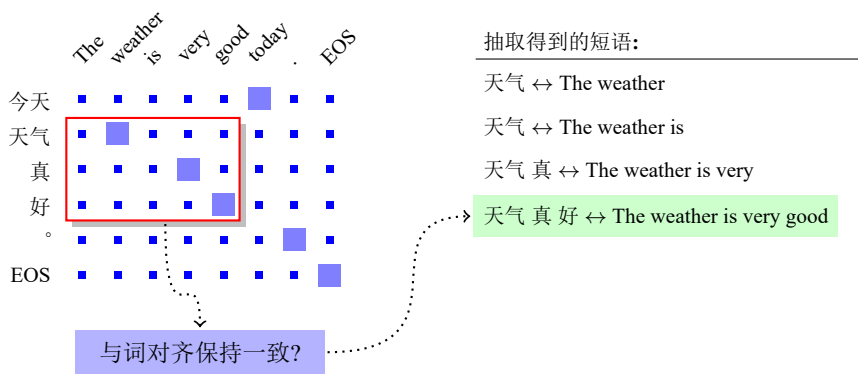 The weather is very good today . EOS
今天
天气
真
好
。
EOS
与词对齐保持一致?
抽取得到的短语:
天气 ↔ The weather
天气 ↔ The weather is
天气 真 ↔ The weather is very
天气 真 好 ↔ The weather is very good